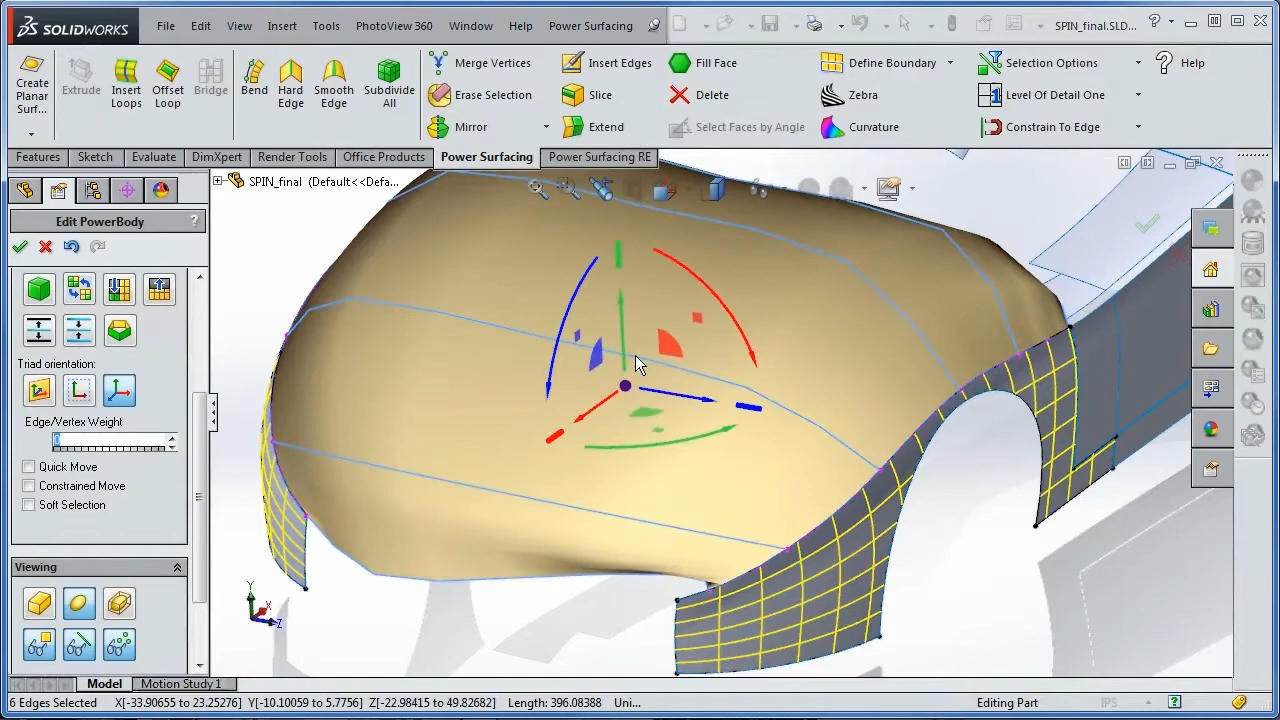 SOLIDWORKS File Edit View Insert Tools PhotoView 360 Window Help Power Surfacing SPIN_final.SLD... ?
Create Planar Surf... Extrude Insert Loops Offset Loop Bridge Bend Hard Edge Smooth Edge Subdivide All
Merge Vertices Insert Edges Fill Face Define Boundary Selection Options Help
Erase Selection Slice Delete Zebra Level Of Detail One
Mirror Extend Select Faces by Angle Curvature Constrain To Edge
Features Sketch Evaluate DimXpert Render Tools Office Products Power Surfacing Power Surfacing RE
SPIN_final (Default<<Defa...
Edit PowerBody ?
Triad orientation:
Edge/Vertex Weight
0
Quick Move
Constrained Move
Soft Selection
Viewing
Y
X
Z
Model Motion Study 1
6 Edges Selected X[-33.90655 to 23.25276] Y[-10.10059 to 5.7756] Z[-22.98415 to 49.82682] Length: 396.08388 Uni... Editing Part IPS ?